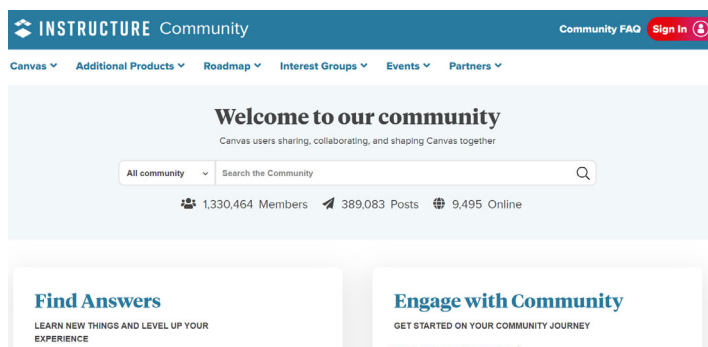 INSTRUCTURE Community
Community FAQ Sign In
Canvas Additional Products Roadmap Interest Groups Events Partners
Welcome to our community
Canvas users sharing, collaborating, and shaping Canvas together
All community Search the Community
1,330,464 Members 389,083 Posts 9,495 Online
Find Answers
LEARN NEW THINGS AND LEVEL UP YOUR
EXPERIENCE
Engage with Community
GET STARTED ON YOUR COMMUNITY JOURNEY